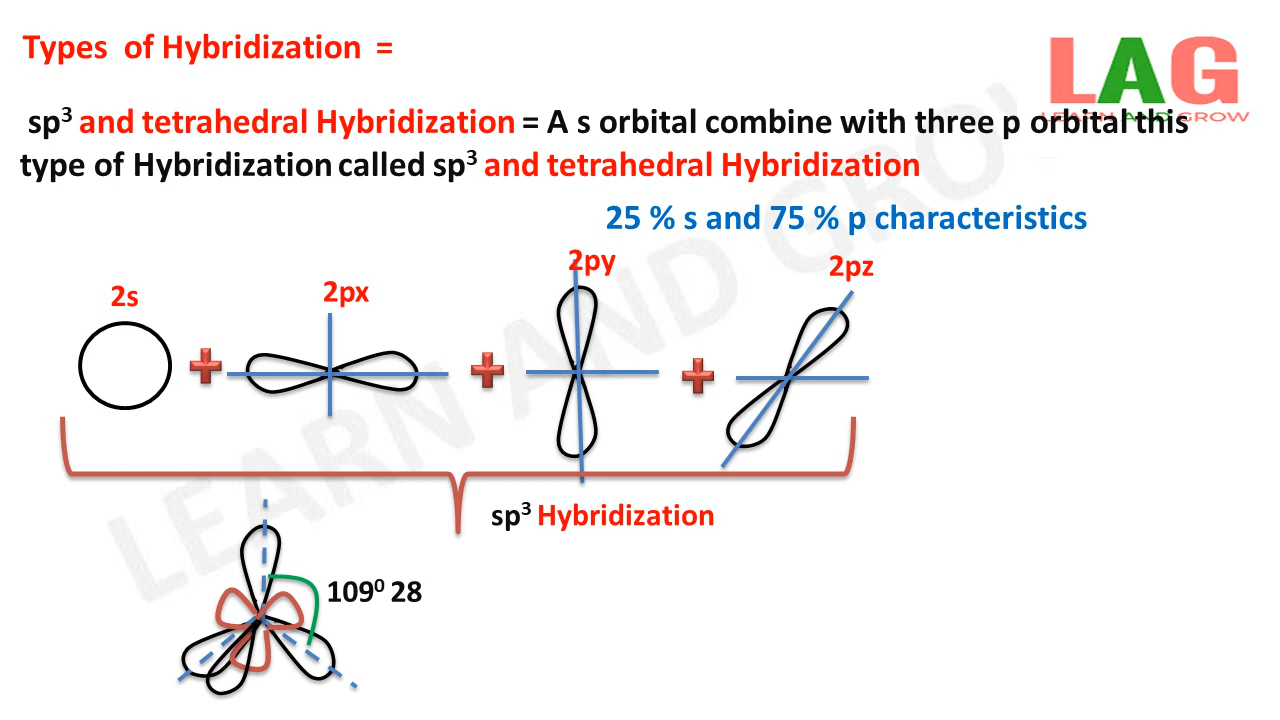 Types of Hybridization =
LAG
LEARN AND GROW
sp³ and tetrahedral Hybridization = A s orbital combine with three p orbital this
type of Hybridization called sp³ and tetrahedral Hybridization
25 % s and 75 % p characteristics
2s
2px
2py
2pz
sp³ Hybridization
109⁰ 28
LEARN AND GROW